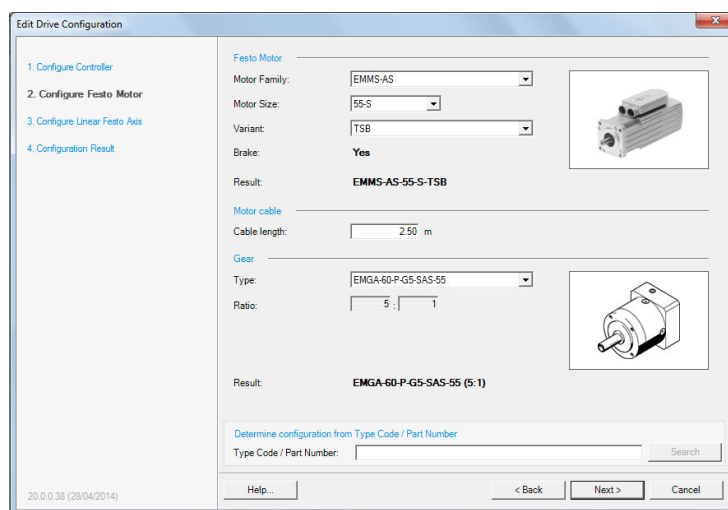 Edit Drive Configuration
1. Configure Controller
2. Configure Festo Motor
3. Configure Linear Festo Axis
4. Configuration Result
Festo Motor
Motor Family: EMMS-AS
Motor Size: 55-S
Variant: TSB
Brake: Yes
Result: EMMS-AS-55-S-TSB
Motor cable
Cable length: 2.50 m
Gear
Type: EMGA-60-P-G5-SAS-55
Ratio: 5 : 1
Result: EMGA-60-P-G5-SAS-55 (5:1)
Determine configuration from Type Code / Part Number
Type Code / Part Number: Search
20.0.0.38 (28/04/2014)
Help... < Back Next > Cancel